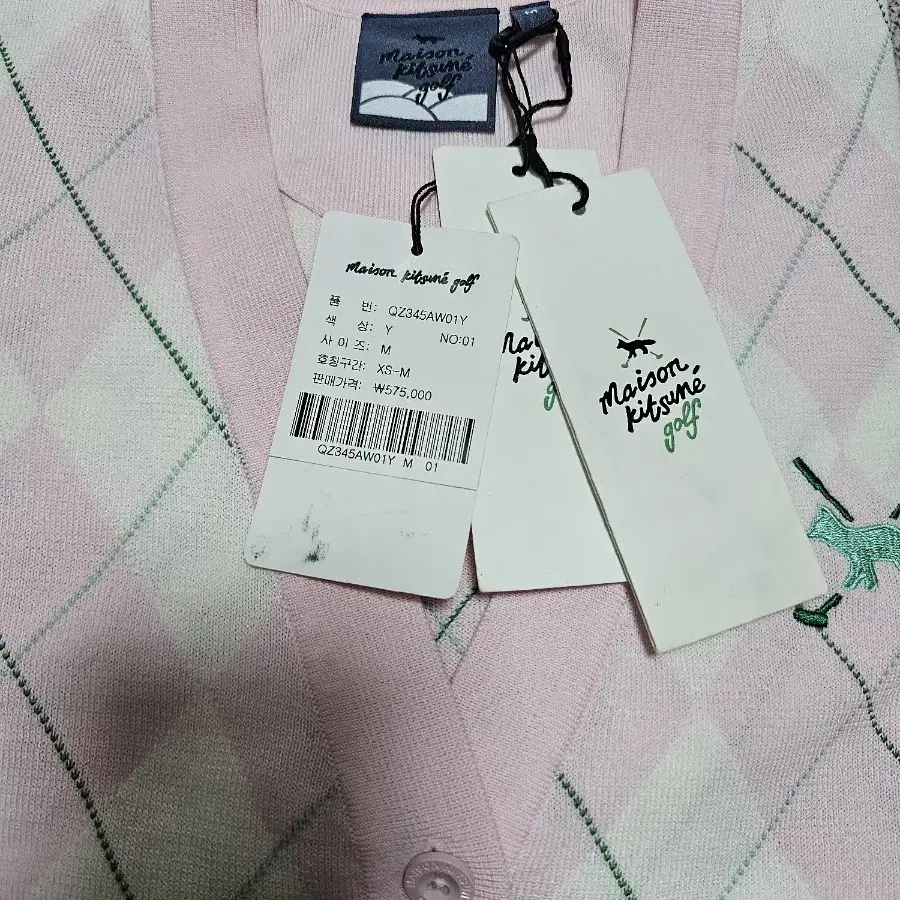 maison
kitsuné
golf
maison kitsuné golf
품 번: QZ345AW01Y
색 상: Y NO:01
사 이 즈: M
호칭구간: XS-M
판매가격: ₩575,000
QZ345AW01Y M 01
maison
kitsuné
golf